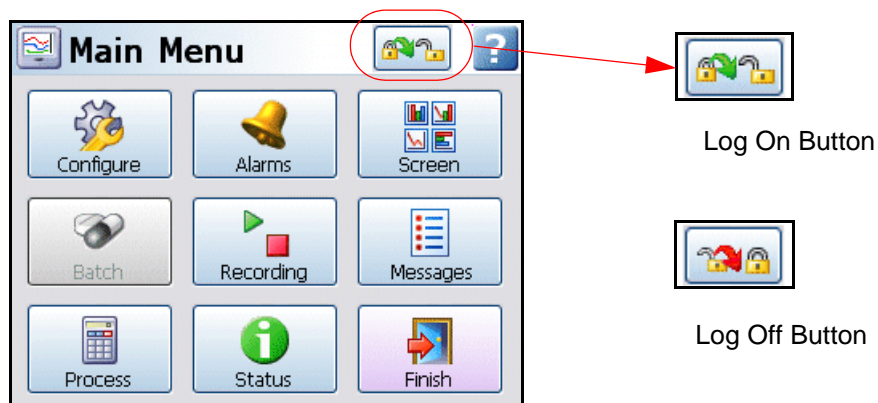 Main Menu
?
Configure
Alarms
Screen
Batch
Recording
Messages
Process
Status
Finish
Log On Button
Log Off Button